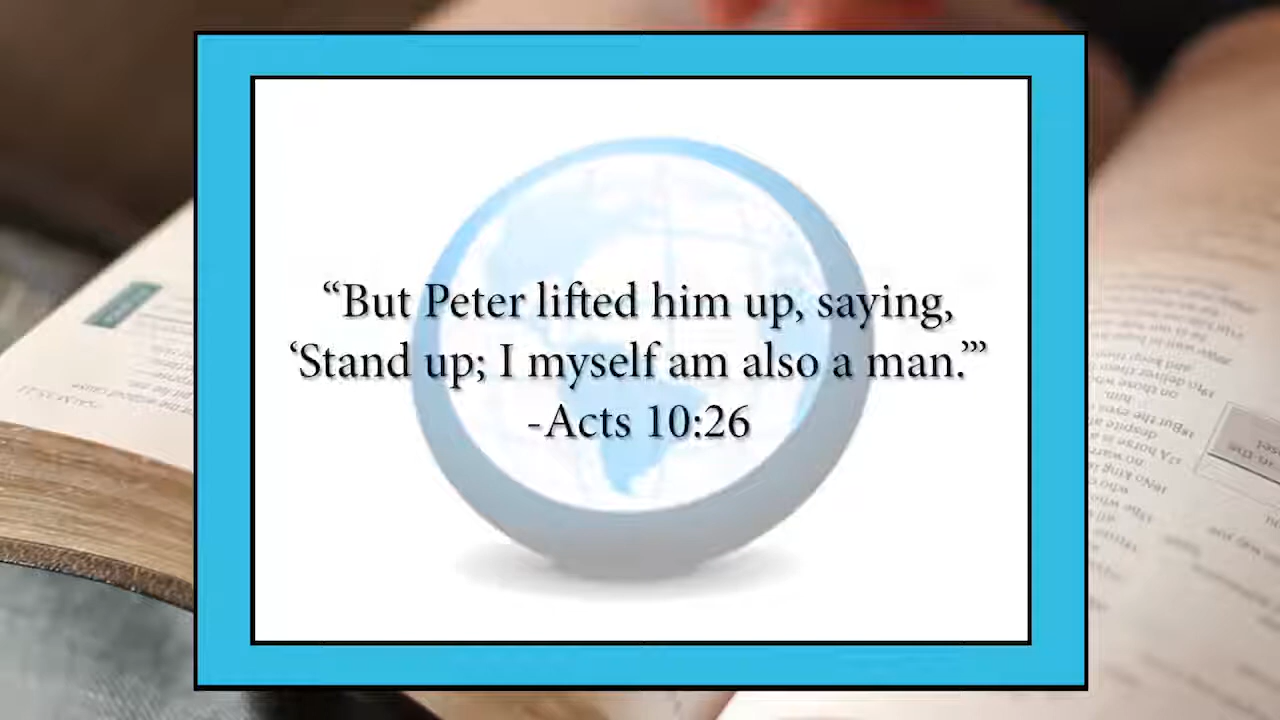 “But Peter lifted him up, saying,
‘Stand up; I myself am also a man.’”
-Acts 10:26